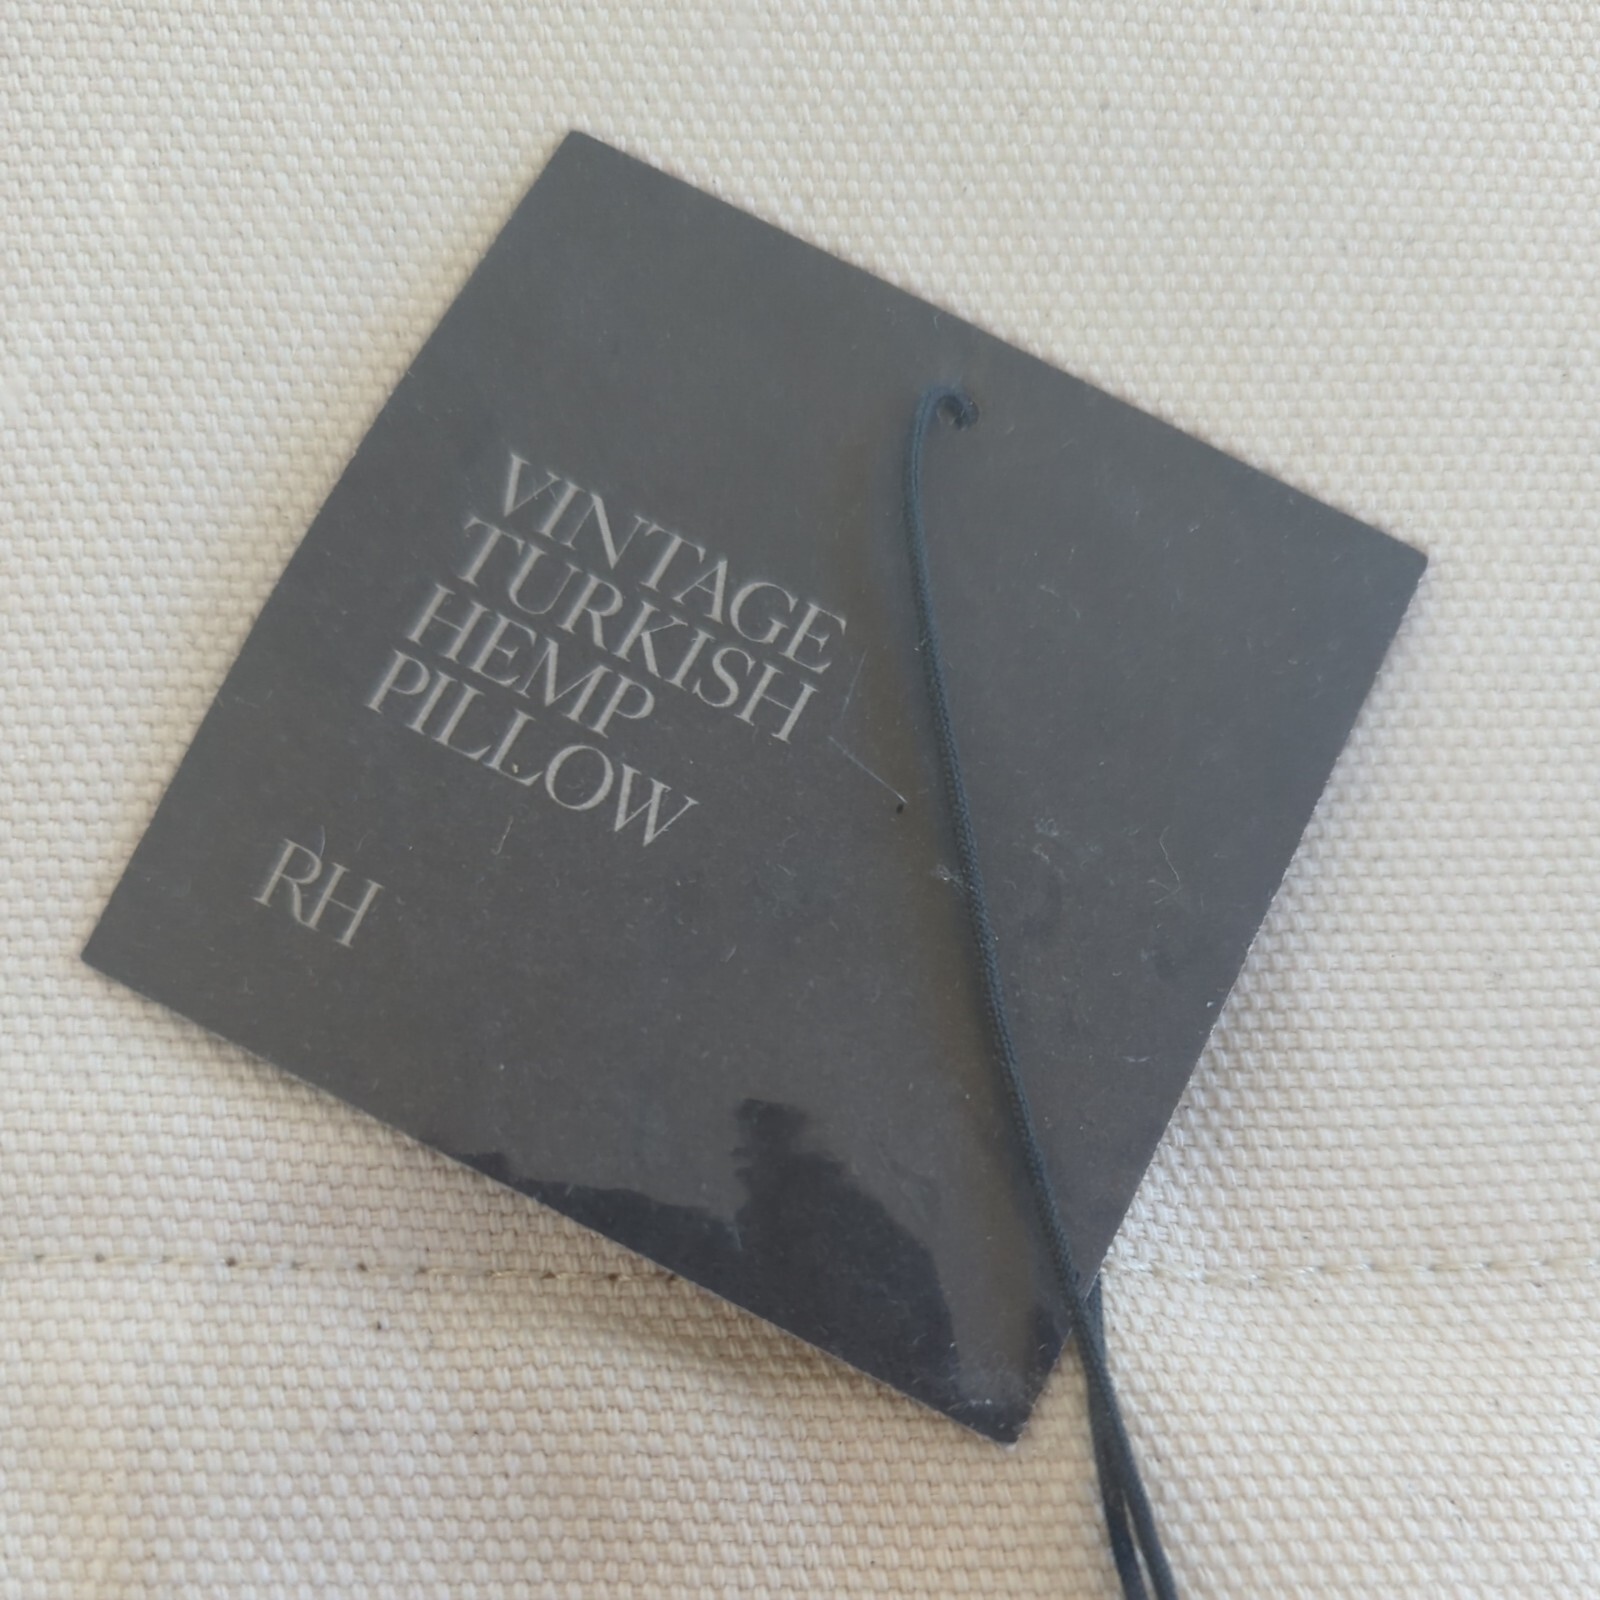 VINTAGE
TURKISH
HEMP
PILLOW
RH